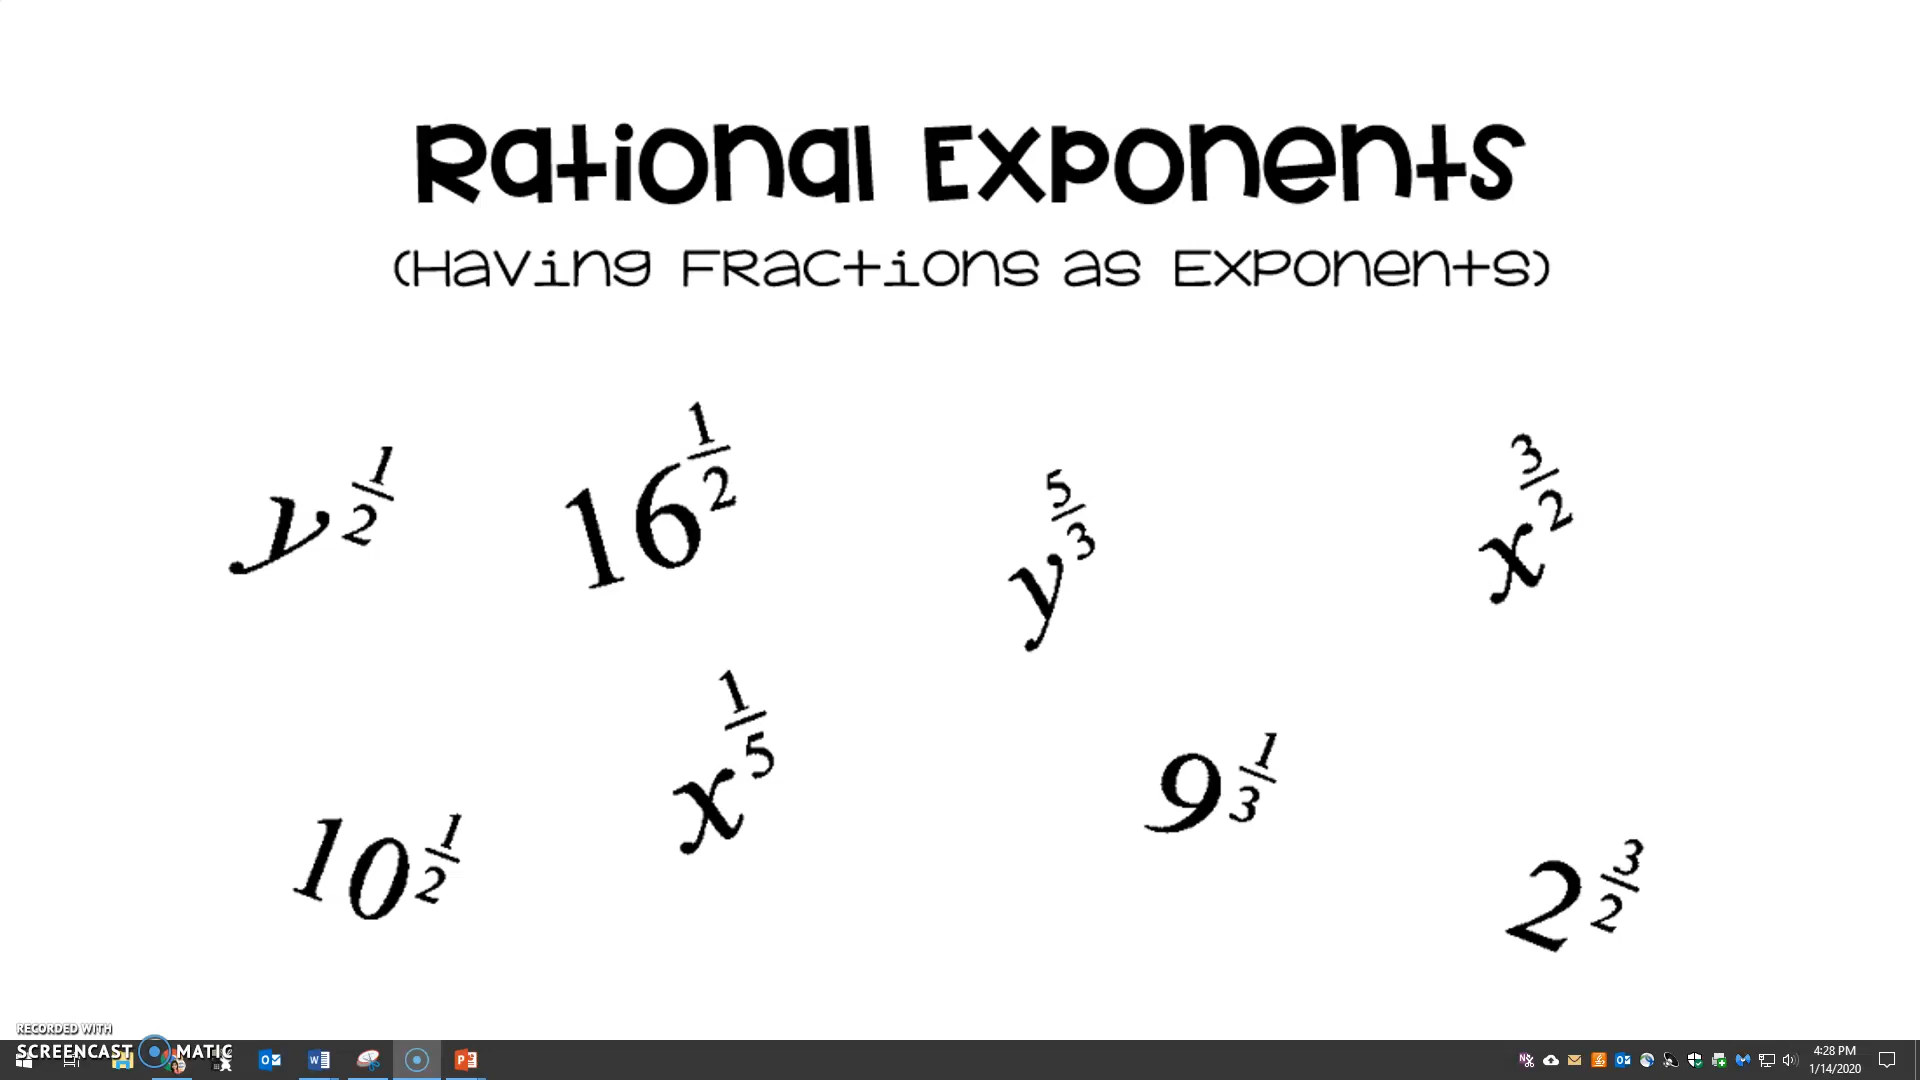 Rational Exponents
(Having Fractions as Exponents)
y^{1/2}
16^{1/2}
y^{5/3}
x^{3/2}
x^{1/5}
9^{1/3}
10^{1/2}
2^{3/2}
RECORDED WITH
SCREENCAST MATIC
4:28 PM
1/14/2020